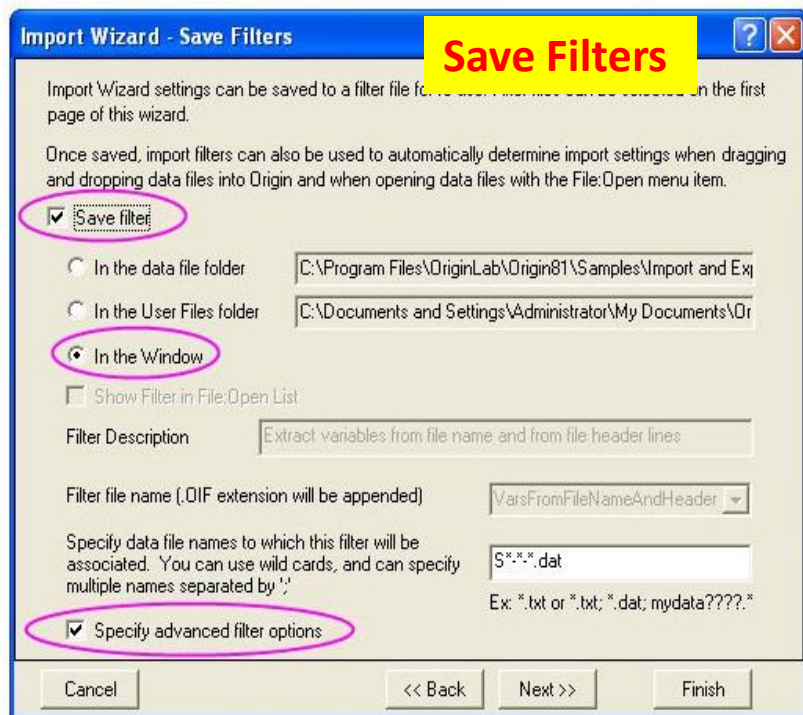 Import Wizard - Save Filters
Save Filters
Import Wizard settings can be saved to a filter file for on the first
page of this wizard.
Once saved, import filters can also be used to automatically determine import settings when dragging
and dropping data files into Origin and when opening data files with the File:Open menu item.
Save filter
In the data file folder C:\Program Files\OriginLab\Origin81\Samples\Import and Exp
In the User Files folder C:\Documents and Settings\Administrator\My Documents\Or
In the Window
Show Filter in File:Open List
Filter Description Extract variables from file name and from file header lines
Filter file name (.OIF extension will be appended) VarsFromFileNameAndHeader
Specify data file names to which this filter will be
associated. You can use wild cards, and can specify
multiple names separated by ';'
S*-*-*.dat
Ex: *.txt or *.txt; *.dat; mydata????.*
Specify advanced filter options
Cancel << Back Next >> Finish